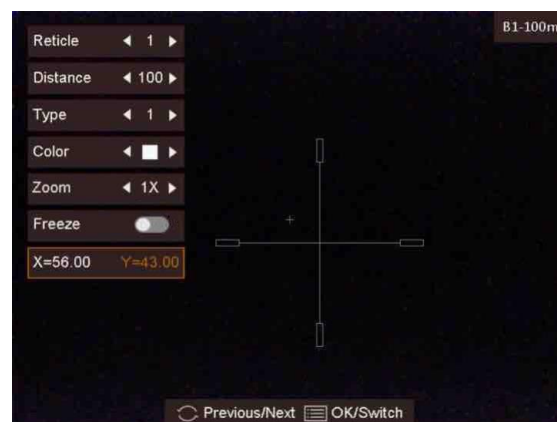 B1-100m
Reticle 1
Distance 100
Type 1
Color
Zoom 1X
Freeze
X=56.00 Y=43.00
Previous/Next OK/Switch